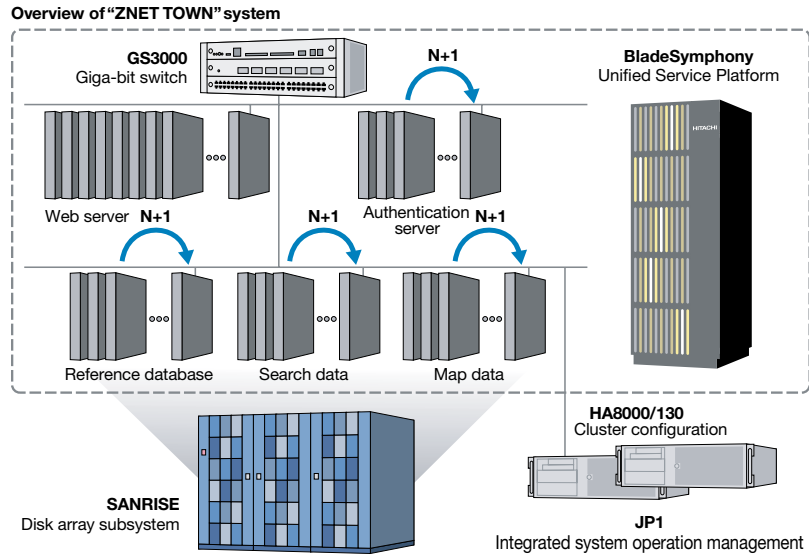 Overview of “ZNET TOWN” system
GS3000
Giga-bit switch
N+1
BladeSymphony
Unified Service Platform
HITACHI
Web server
Authentication
server
N+1
N+1
N+1
Reference database
Search data
Map data
HA8000/130
Cluster configuration
SANRISE
Disk array subsystem
JP1
Integrated system operation management